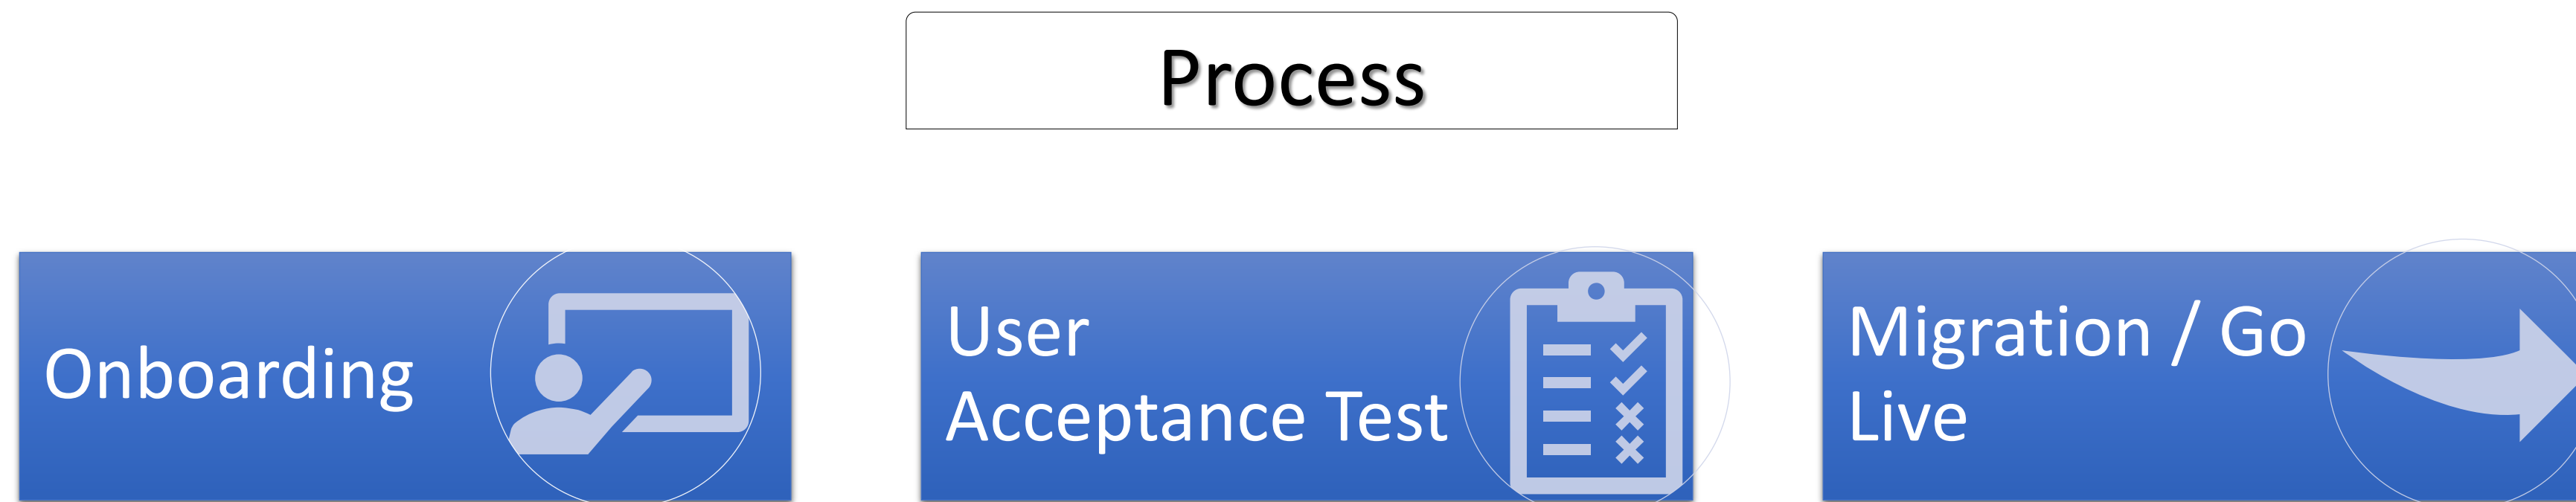 Process
Onboarding
User
Acceptance Test
Migration / Go
Live